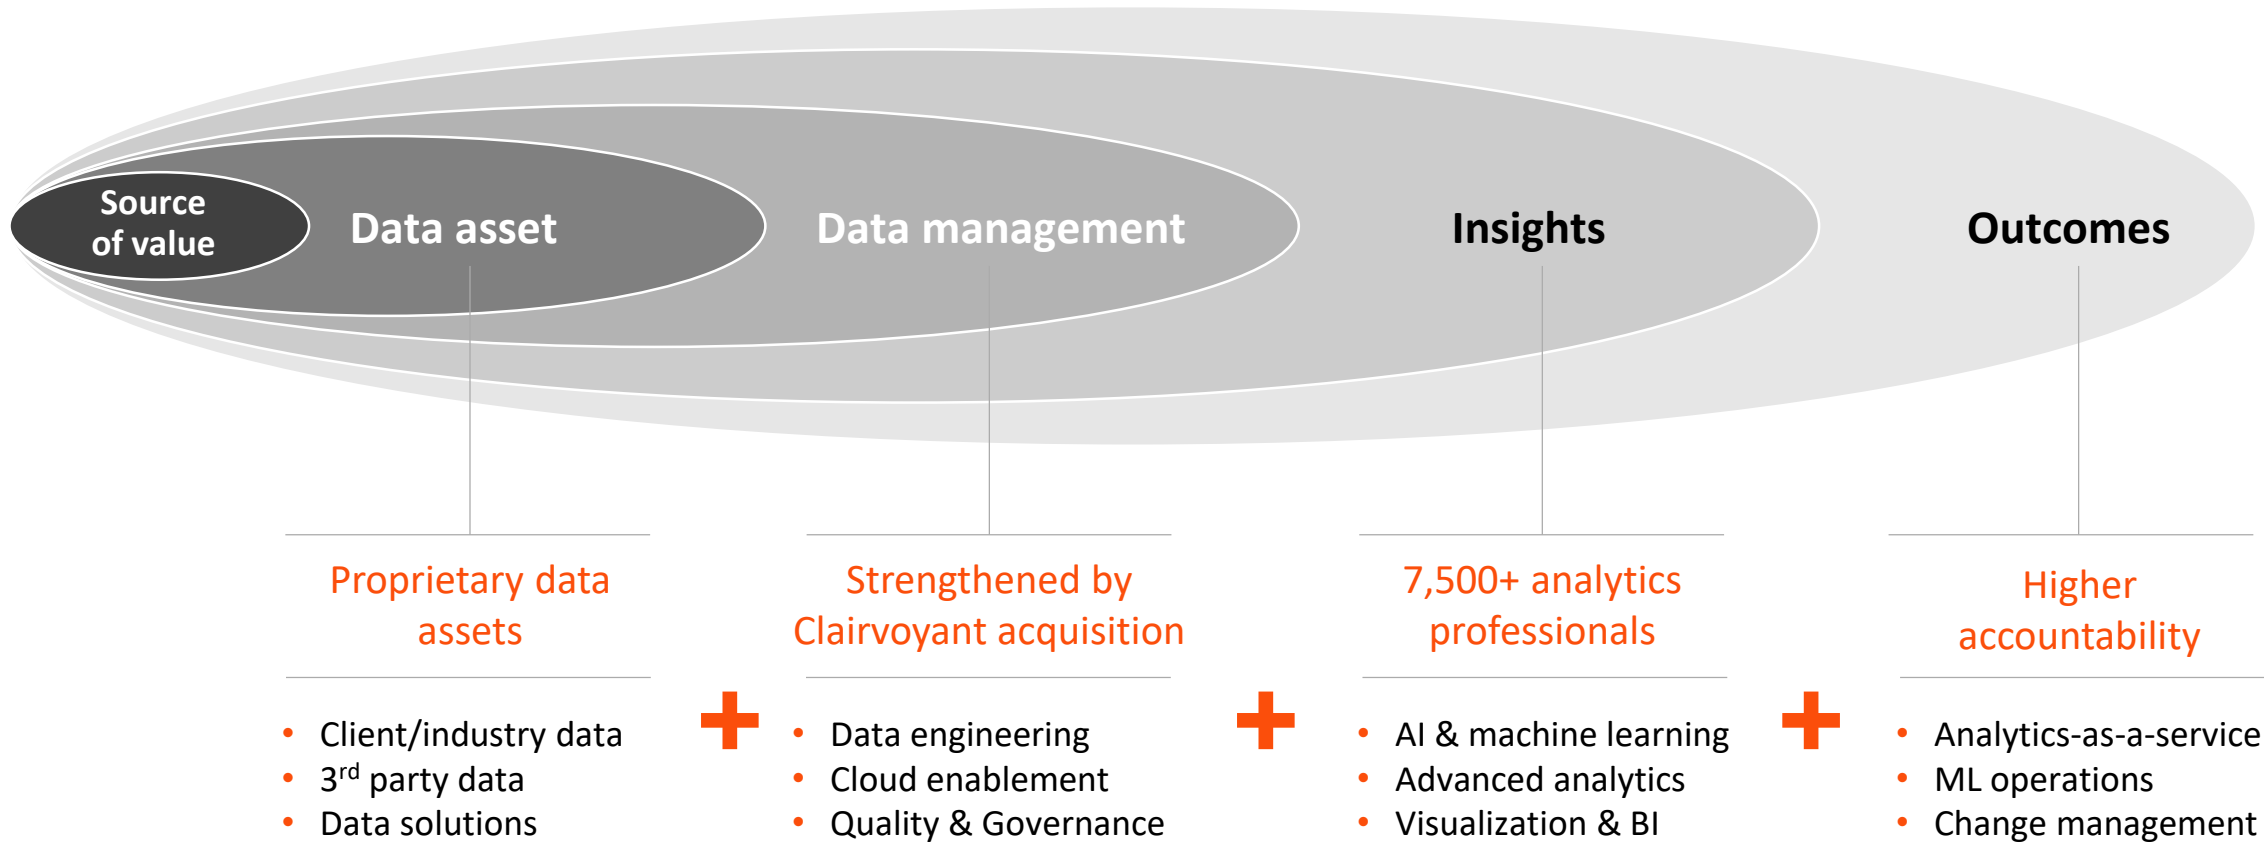 Source
of value
Data asset
Data management
Insights
Outcomes
Proprietary data
assets
• Client/industry data
• 3rd party data
• Data solutions
+
Strengthened by
Clairvoyant acquisition
• Data engineering
• Cloud enablement
• Quality & Governance
+
7,500+ analytics
professionals
• AI & machine learning
• Advanced analytics
• Visualization & BI
+
Higher
accountability
• Analytics-as-a-service
• ML operations
• Change management